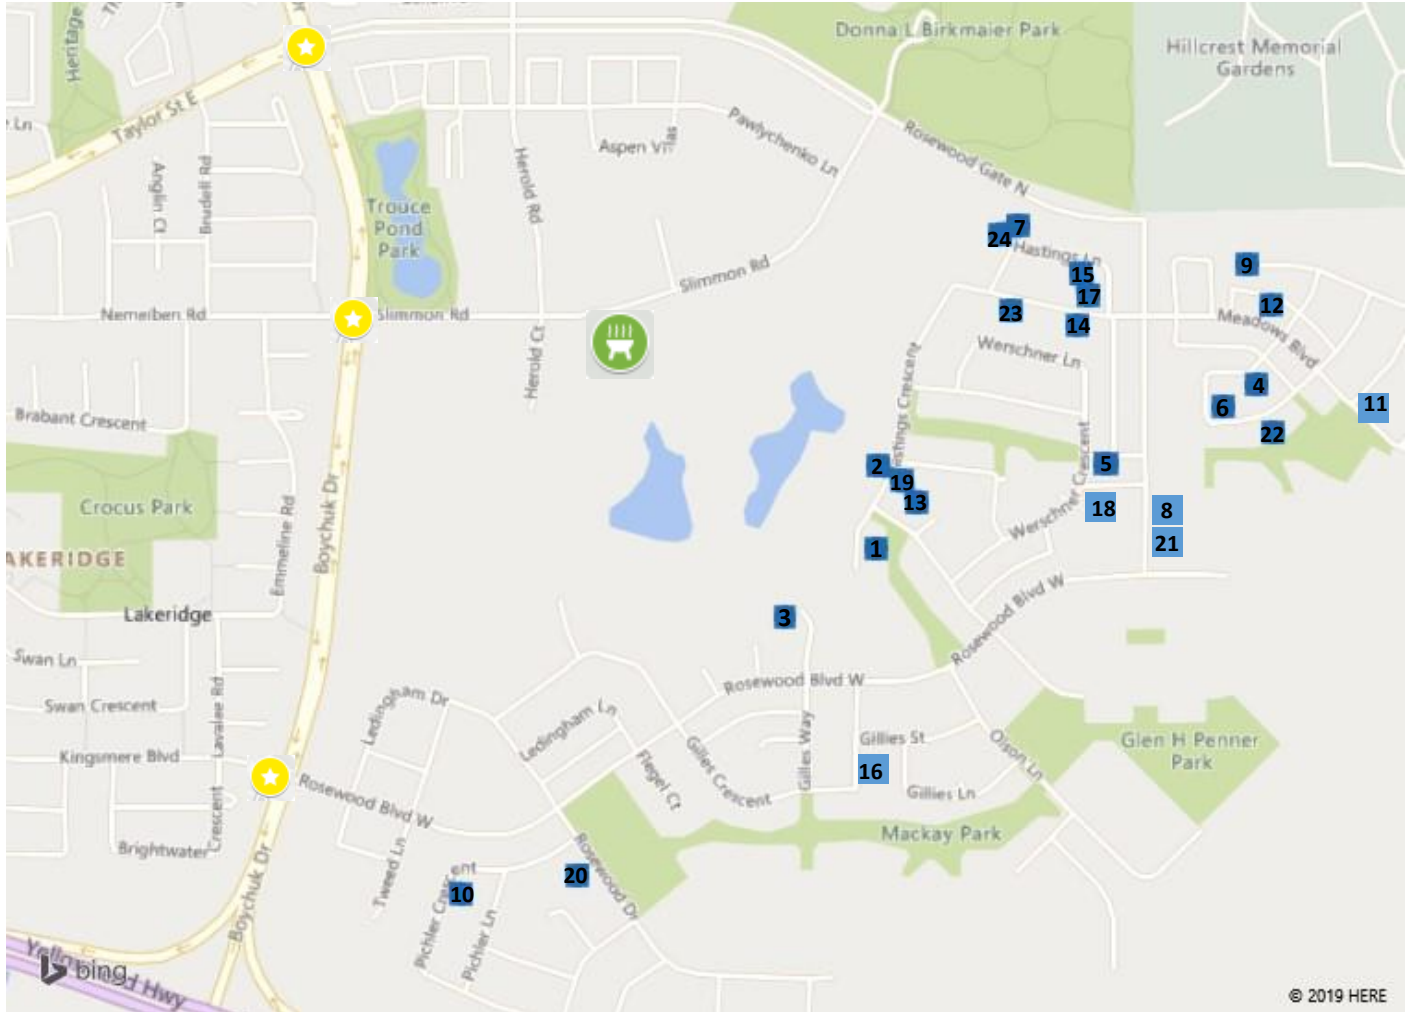 Heritage
Donna L Birkmaier Park
Hillcrest Memorial
Gardens
Taylor St E
Ln
Aspen Villas
Pawlychenko Ln
Rosewood Gate N
Anglin Ct
Brudell Rd
Herold Rd
Trouce
Pond
Park
7
24
Hastings Ln
Slimmon Rd
15
9
17
12
23
14
Nemeiben Rd
Slimmon Rd
Meadows Blvd
Herold Ct
Werschner Ln
4
6
11
22
Brabant Crescent
Hastings Crescent
2
19
13
5
18
8
21
Crocus Park
Boychuk Dr
Emmeline Rd
Werschner Crescent
1
AKERIDGE
Lakeridge
3
Rosewood Blvd W
Swan Ln
Rosewood Blvd W
Swan Crescent
Lavalee Rd
Ledingham Dr
Ledingham Ln
Kingsmere Blvd
Gilles Crescent
Flegel Ct
Gilles Way
Gillies St
16
Gillies Ln
Olson Ln
Glen H Penner
Park
Rosewood Blvd W
Crescent
Brightwater
Mackay Park
Tweed Ln
Boychuk Dr
Pichler Crescent
10
20
Rosewood Dr
Pichler Ln
Yellowhead Hwy
bing
© 2019 HERE